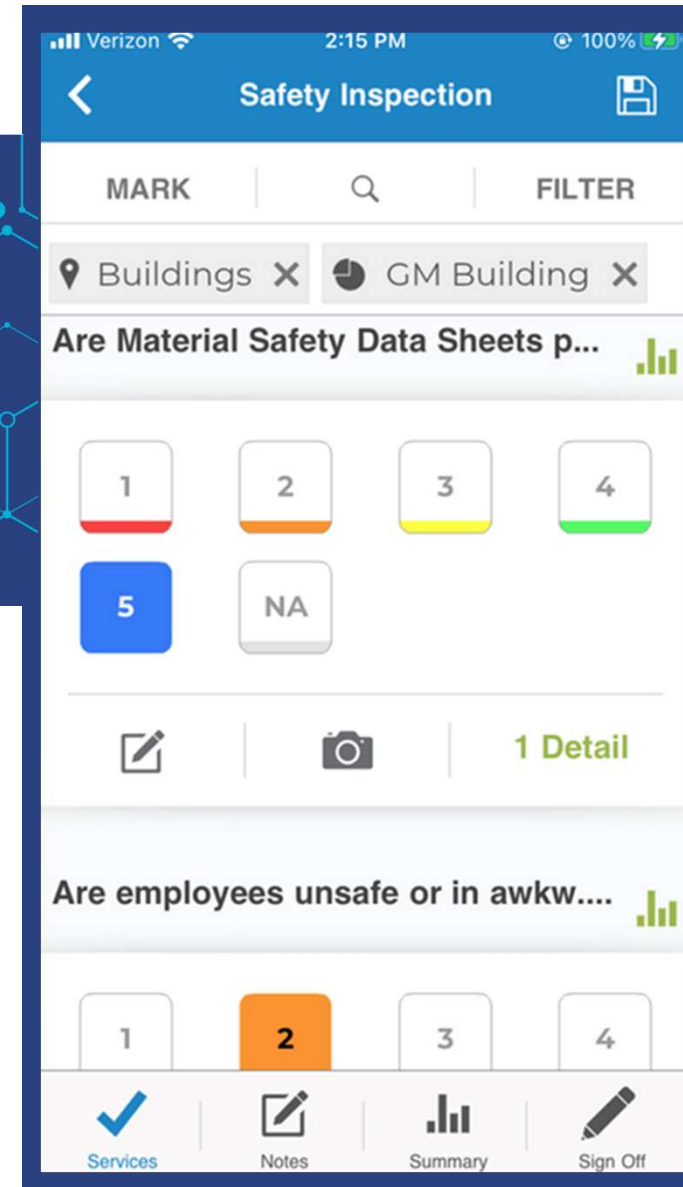 Verizon 2:15 PM 100%
Safety Inspection
MARK FILTER
Buildings GM Building
Are Material Safety Data Sheets p...
1 2 3 4
5 NA
1 Detail
Are employees unsafe or in awkw....
1 2 3 4
Services Notes Summary Sign Off